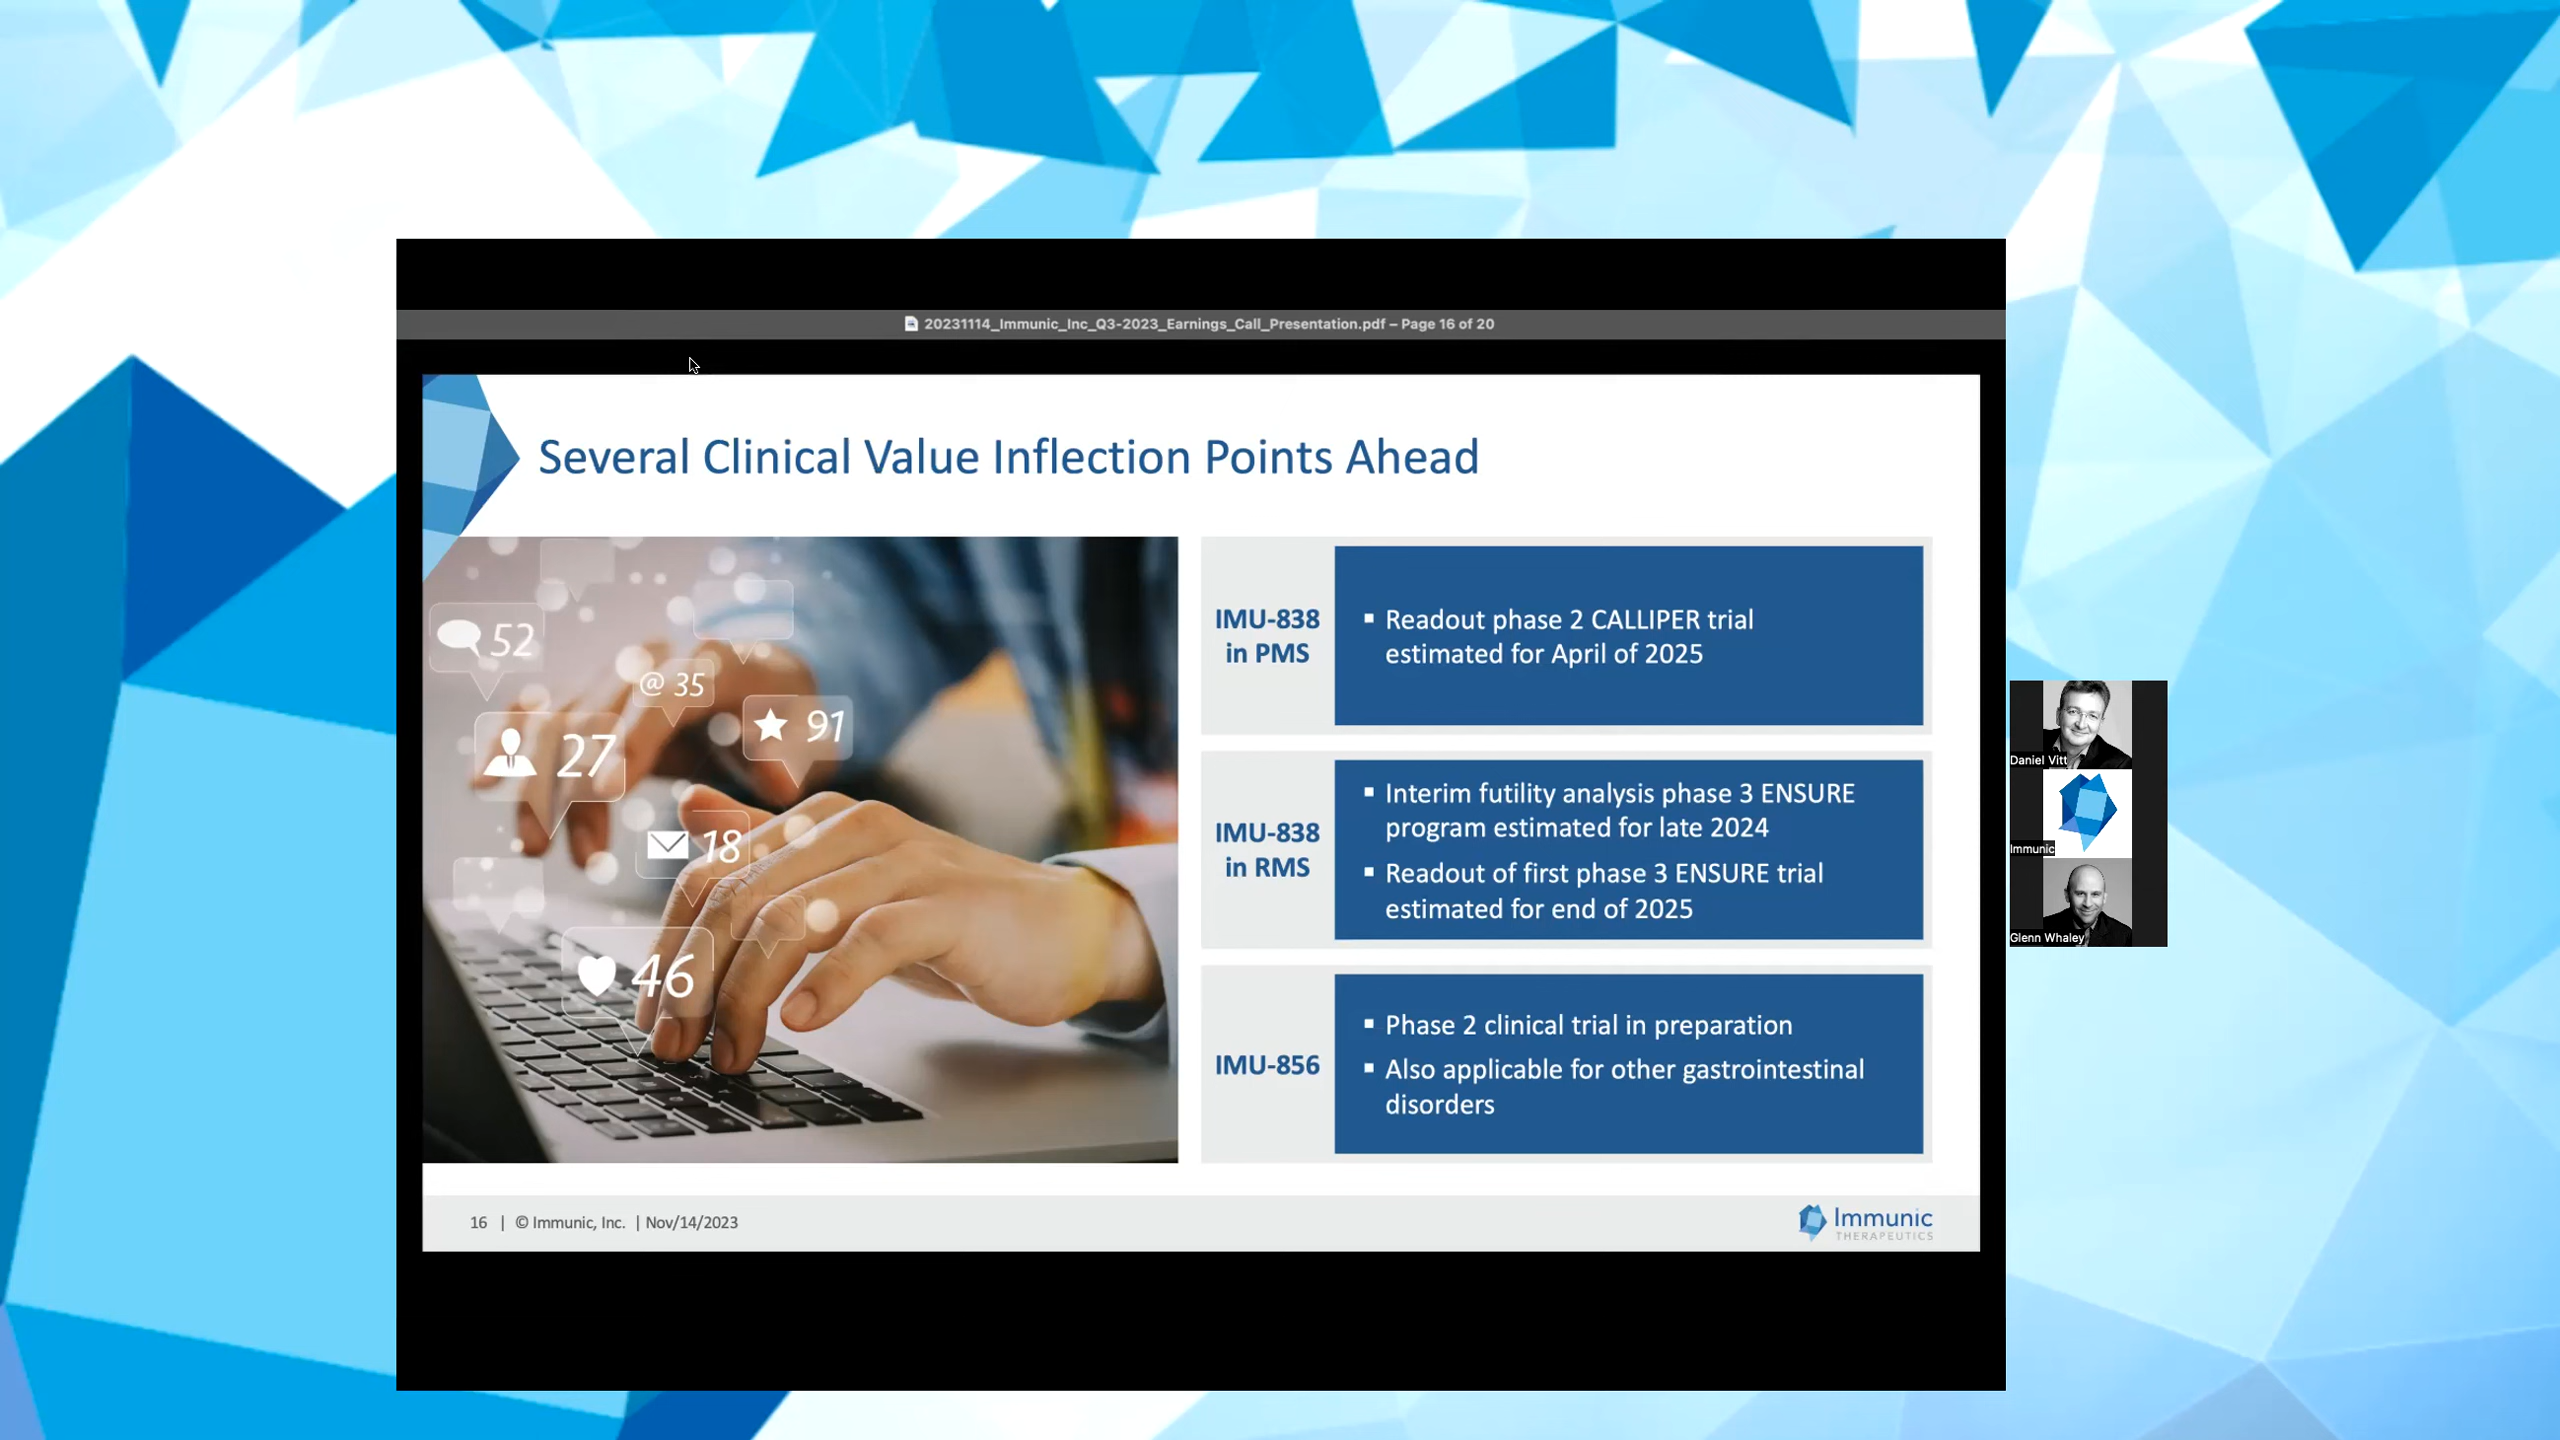 20231114_Immunic_Inc_Q3-2023_Earnings_Call_Presentation.pdf – Page 16 of 20
Several Clinical Value Inflection Points Ahead
52
@ 35
91
27
18
46
IMU-838
in PMS
▪ Readout phase 2 CALLIPER trial
estimated for April of 2025
IMU-838
in RMS
▪ Interim futility analysis phase 3 ENSURE
program estimated for late 2024
▪ Readout of first phase 3 ENSURE trial
estimated for end of 2025
IMU-856
▪ Phase 2 clinical trial in preparation
▪ Also applicable for other gastrointestinal
disorders
16 | © Immunic, Inc. | Nov/14/2023
Immunic
THERAPEUTICS
Daniel Vitt
Immunic
Glenn Whaley